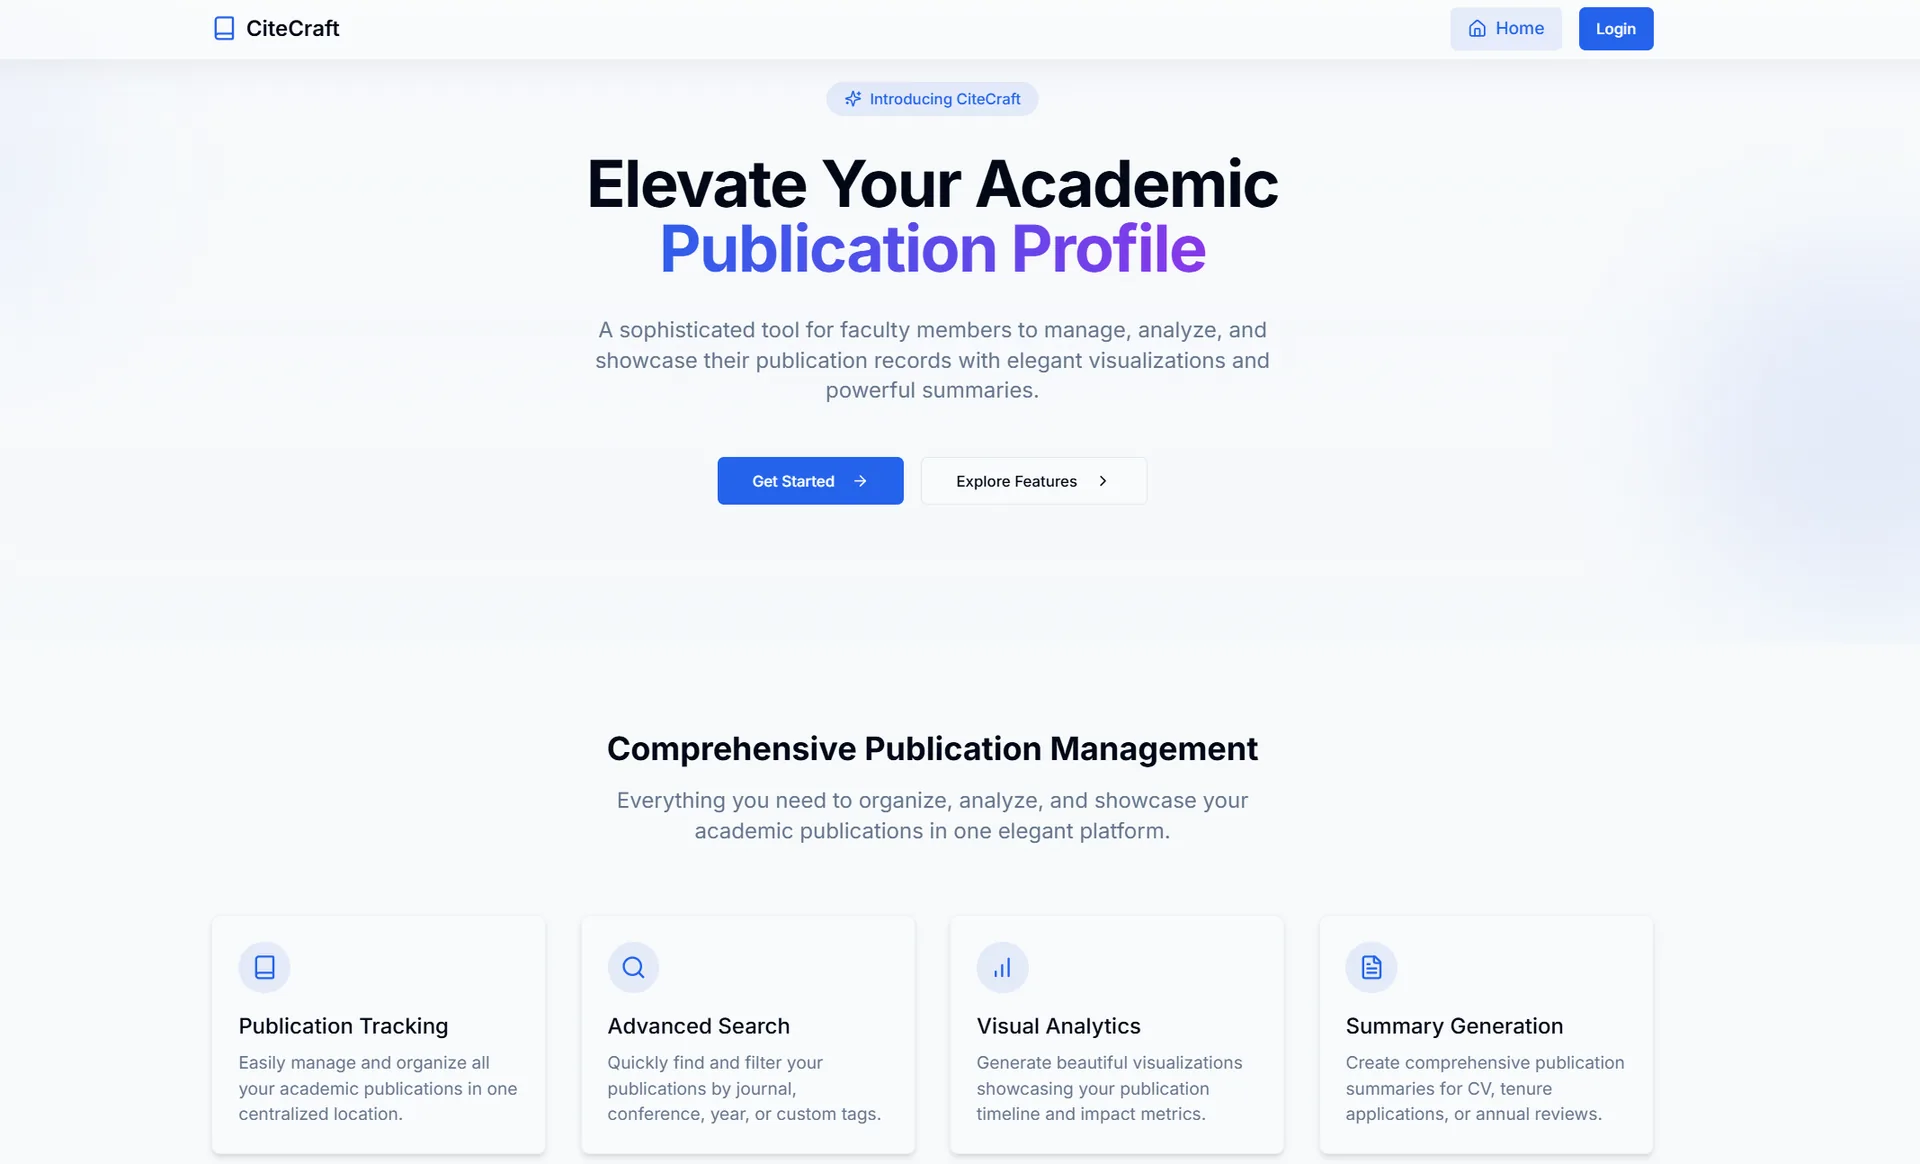 CiteCraft
Home
Login
Introducing CiteCraft
Elevate Your Academic
Publication Profile
A sophisticated tool for faculty members to manage, analyze, and
showcase their publication records with elegant visualizations and
powerful summaries.
Get Started
Explore Features
Comprehensive Publication Management
Everything you need to organize, analyze, and showcase your
academic publications in one elegant platform.
Publication Tracking
Easily manage and organize all
your academic publications in one
centralized location.
Advanced Search
Quickly find and filter your
publications by journal,
conference, year, or custom tags.
Visual Analytics
Generate beautiful visualizations
showcasing your publication
timeline and impact metrics.
Summary Generation
Create comprehensive publication
summaries for CV, tenure
applications, or annual reviews.